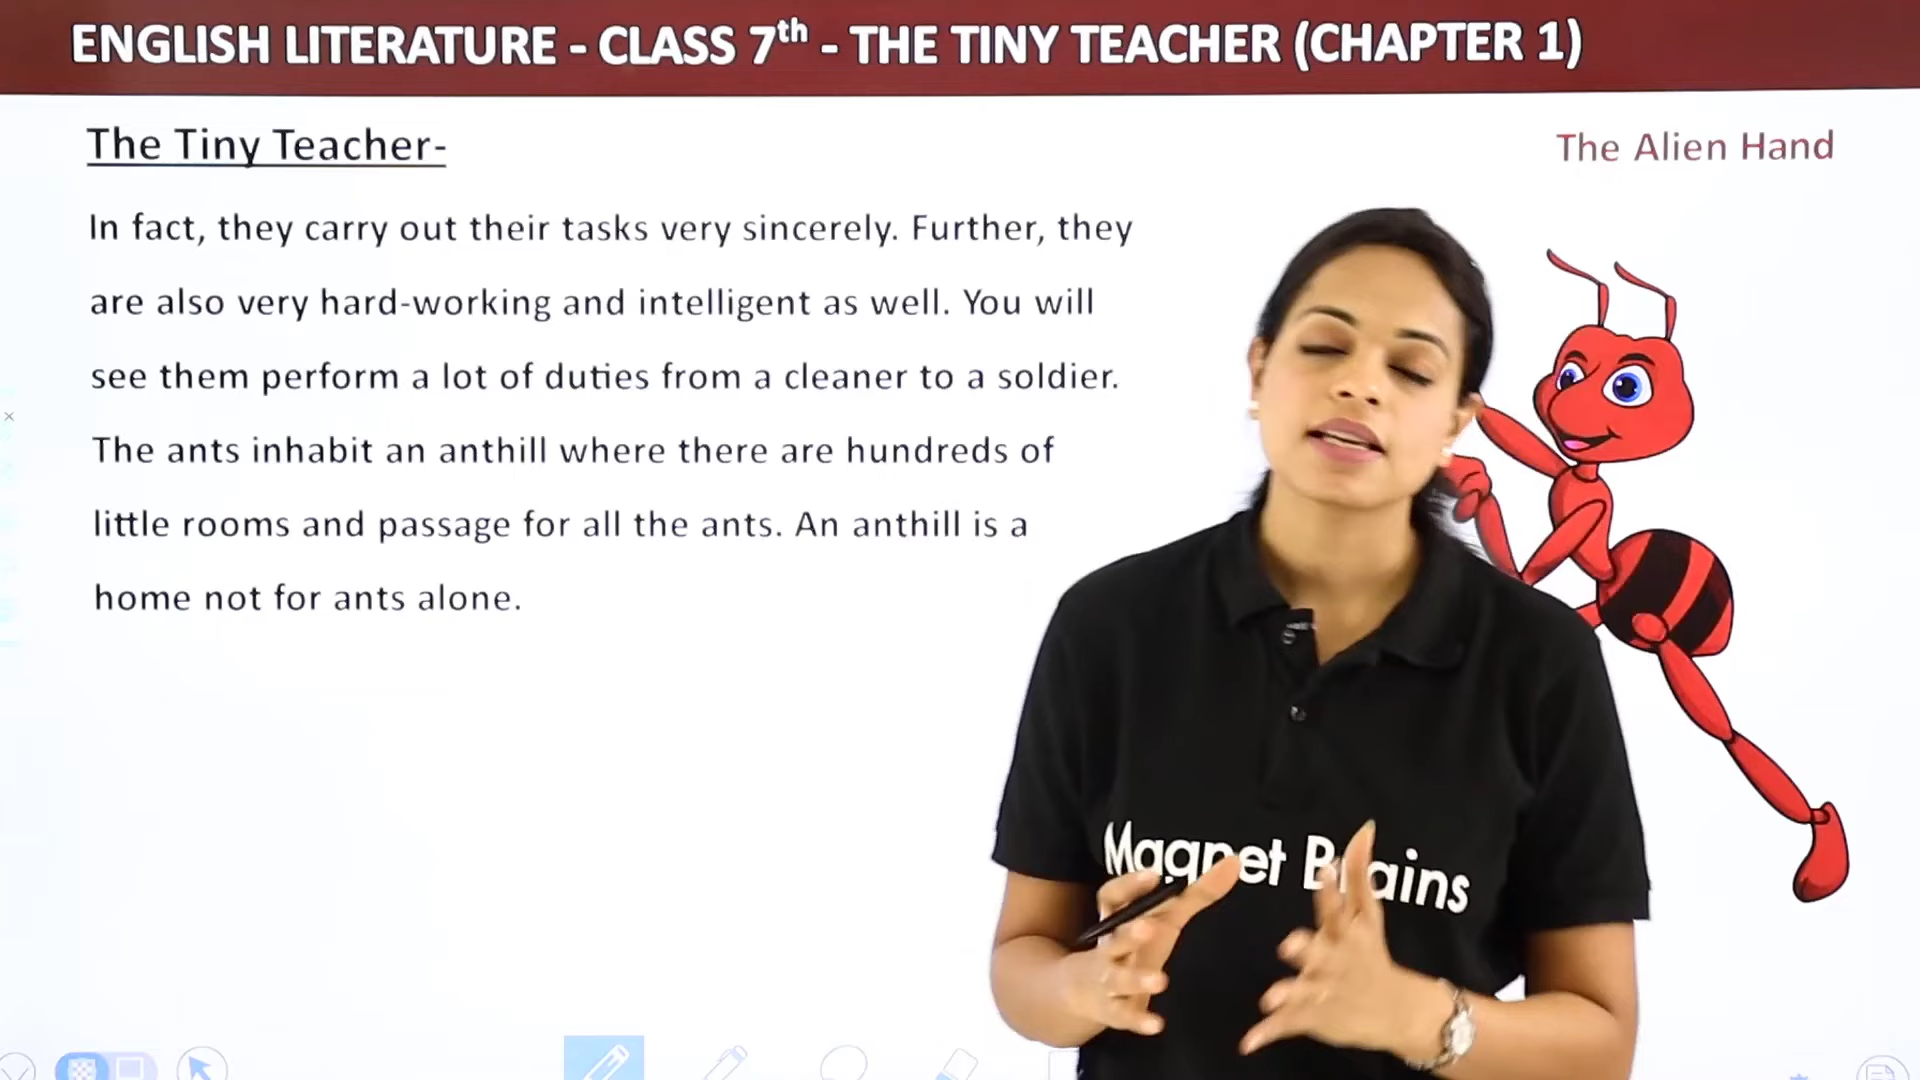 ENGLISH LITERATURE - CLASS 7th - THE TINY TEACHER (CHAPTER 1)
The Tiny Teacher-
The Alien Hand
In fact, they carry out their tasks very sincerely. Further, they
are also very hard-working and intelligent as well. You will
see them perform a lot of duties from a cleaner to a soldier.
The ants inhabit an anthill where there are hundreds of
little rooms and passage for all the ants. An anthill is a
home not for ants alone.
Magnet Brains